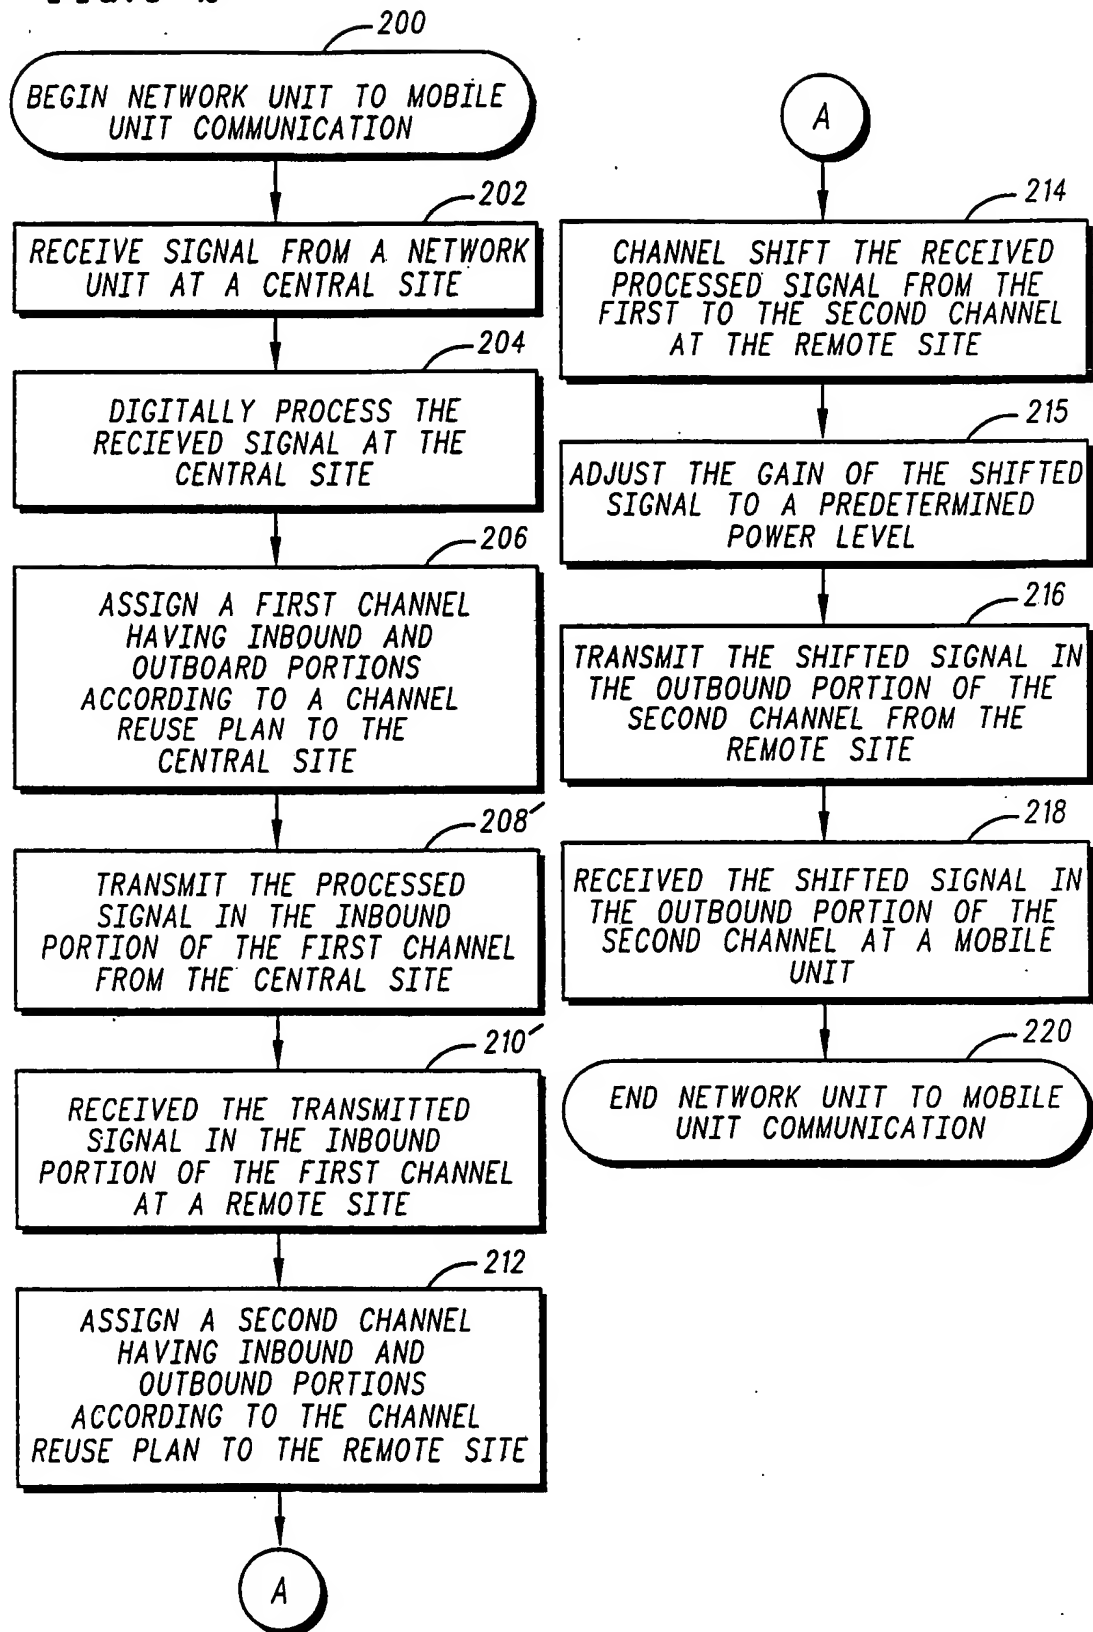 200
BEGIN NETWORK UNIT TO MOBILE
UNIT COMMUNICATION
202
RECEIVE SIGNAL FROM A NETWORK
UNIT AT A CENTRAL SITE
204
DIGITALLY PROCESS THE
RECIEVED SIGNAL AT THE
CENTRAL SITE
206
ASSIGN A FIRST CHANNEL
HAVING INBOUND AND
OUTBOARD PORTIONS
ACCORDING TO A CHANNEL
REUSE PLAN TO THE
CENTRAL SITE
208′
TRANSMIT THE PROCESSED
SIGNAL IN THE INBOUND
PORTION OF THE FIRST CHANNEL
FROM THE CENTRAL SITE
210′
RECEIVED THE TRANSMITTED
SIGNAL IN THE INBOUND
PORTION OF THE FIRST CHANNEL
AT A REMOTE SITE
212
ASSIGN A SECOND CHANNEL
HAVING INBOUND AND
OUTBOUND PORTIONS
ACCORDING TO THE CHANNEL
REUSE PLAN TO THE REMOTE SITE
A
A
214
CHANNEL SHIFT THE RECEIVED
PROCESSED SIGNAL FROM THE
FIRST TO THE SECOND CHANNEL
AT THE REMOTE SITE
215
ADJUST THE GAIN OF THE SHIFTED
SIGNAL TO A PREDETERMINED
POWER LEVEL
216
TRANSMIT THE SHIFTED SIGNAL IN
THE OUTBOUND PORTION OF THE
SECOND CHANNEL FROM THE
REMOTE SITE
218
RECEIVED THE SHIFTED SIGNAL IN
THE OUTBOUND PORTION OF THE
SECOND CHANNEL AT A MOBILE
UNIT
220
END NETWORK UNIT TO MOBILE
UNIT COMMUNICATION